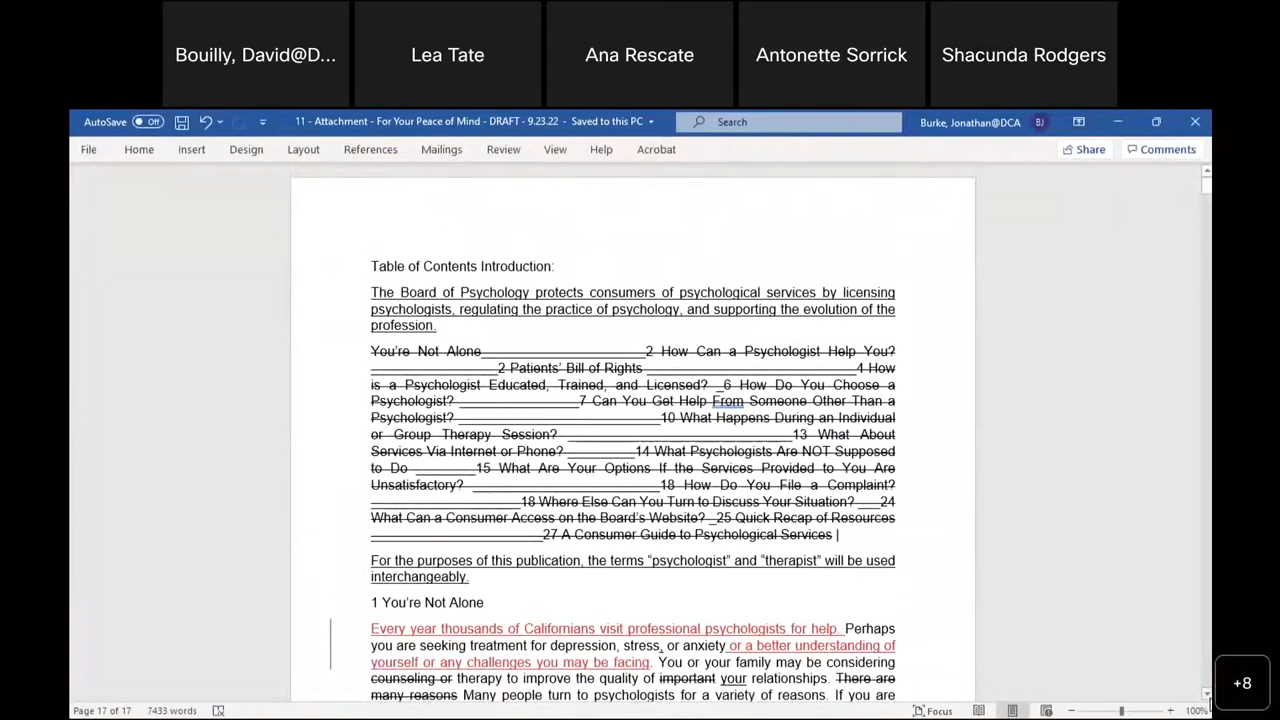 Bouilly, David@D...
Lea Tate
Ana Rescate
Antonette Sorrick
Shacunda Rodgers
AutoSave Off
11 - Attachment - For Your Peace of Mind - DRAFT - 9.23.22 - Saved to this PC
Search
Burke, Jonathan@DCA BJ
File Home Insert Design Layout References Mailings Review View Help Acrobat Share Comments
Table of Contents Introduction:
The Board of Psychology protects consumers of psychological services by licensing
psychologists, regulating the practice of psychology, and supporting the evolution of the
profession.
You're Not Alone____________________2 How Can a Psychologist Help You?
________________2 Patients' Bill of Rights __________________________4 How
is a Psychologist Educated, Trained, and Licensed? _6 How Do You Choose a
Psychologist? _______________7 Can You Get Help From Someone Other Than a
Psychologist? _________________________10 What Happens During an Individual
or Group Therapy Session? ____________________________13 What About
Services Via Internet or Phone? _________14 What Psychologists Are NOT Supposed
to Do ________15 What Are Your Options If the Services Provided to You Are
Unsatisfactory? _______________________18 How Do You File a Complaint?
___________________18 Where Else Can You Turn to Discuss Your Situation? ___24
What Can a Consumer Access on the Board's Website? _25 Quick Recap of Resources
______________________27 A Consumer Guide to Psychological Services
For the purposes of this publication, the terms “psychologist” and “therapist” will be used
interchangeably.
1 You're Not Alone
Every year thousands of Californians visit professional psychologists for help. Perhaps
you are seeking treatment for depression, stress, or anxiety or a better understanding of
yourself or any challenges you may be facing. You or your family may be considering
counseling or therapy to improve the quality of important your relationships. There are
many reasons Many people turn to psychologists for a variety of reasons. If you are
+8
Page 17 of 17 7433 words Focus 100%